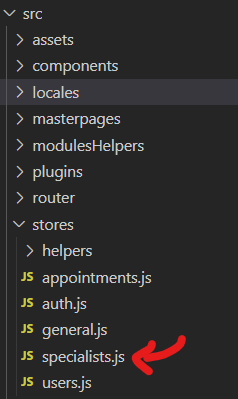 src
assets
components
locales
masterpages
modulesHelpers
plugins
router
stores
helpers
JS appointments.js
JS auth.js
JS general.js
JS specialists.js
JS users.js